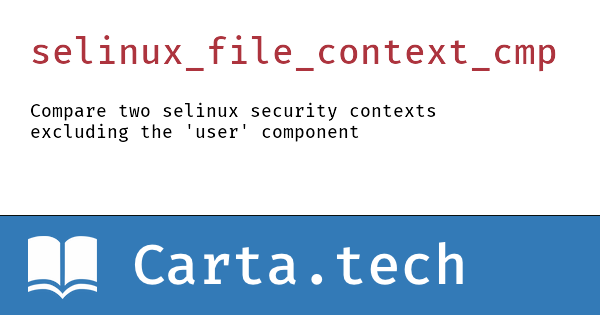 selinux_file_context_cmp
Compare two selinux security contexts
excluding the 'user' component
Carta.tech